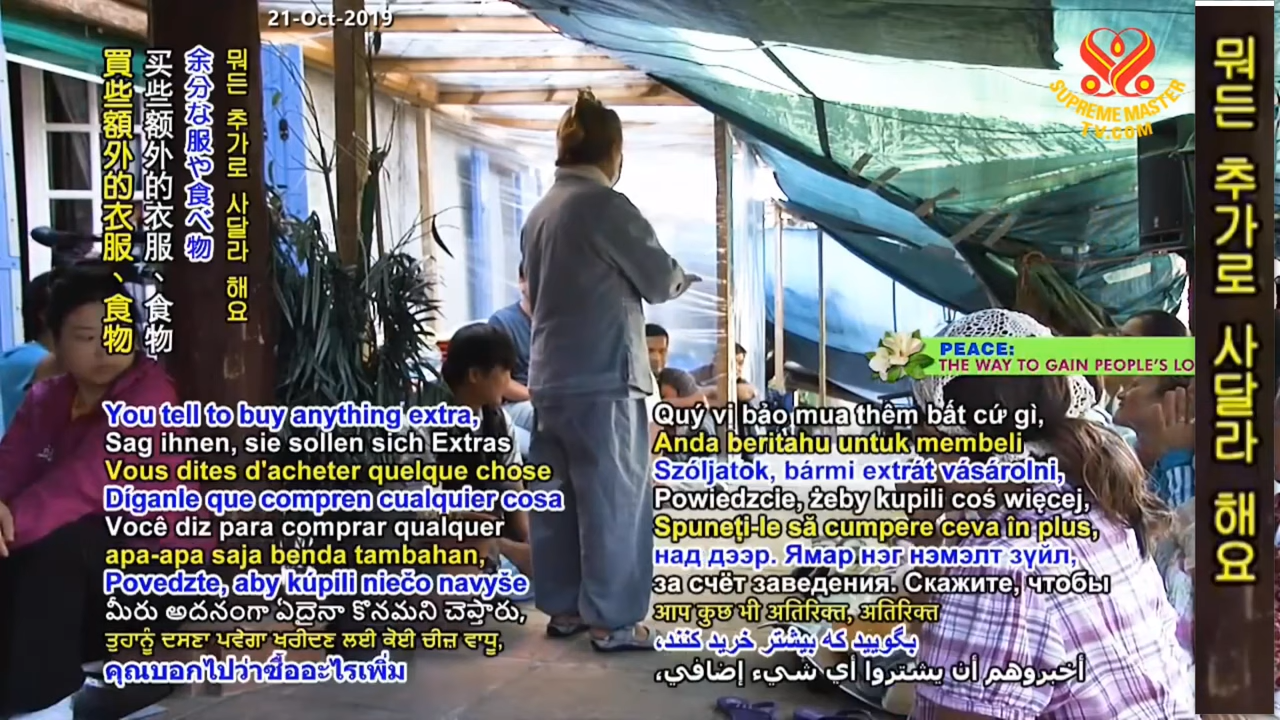 21-Oct-2019
뭐든 추가로 사달라 해요
余分な服や食べ物
买些额外的衣服、食物
買些額外的衣服、食物
SUPREME MASTER
TV.COM
뭐든 추가로 사달라 해요
PEACE:
THE WAY TO GAIN PEOPLE'S LO
You tell to buy anything extra,
Sag ihnen, sie sollen sich Extras
Vous dites d'acheter quelque chose
Díganle que compren cualquier cosa
Você diz para comprar qualquer
apa-apa saja benda tambahan,
Povedzte, aby kúpili niečo navyše
మీరు అదనంగా ఏదైనా కొనమని చెప్తారు,
ਤੁਹਾਨੂੰ ਦਸਣਾ ਪਵੇਗਾ ਖਰੀਦਣ ਲਈ ਕੋਈ ਚੀਜ਼ ਵਾਧੂ,
คุณบอกไปว่าซื้ออะไรเพิ่ม
Quý vị bảo mua thêm bất cứ gì,
Anda beritahu untuk membeli
Szóljatok, bármi extrát vásárolni,
Powiedzcie, żeby kupili coś więcej,
Spuneți-le să cumpere ceva în plus,
над дээр. Ямар нэг нэмэлт зүйл,
за счёт заведения. Скажите, чтобы
आप कुछ भी अतिरिक्त, अतिरिक्त
بگویید که بیشتر خرید کنند،
أخبروهم أن يشتروا أي شيء إضافي،